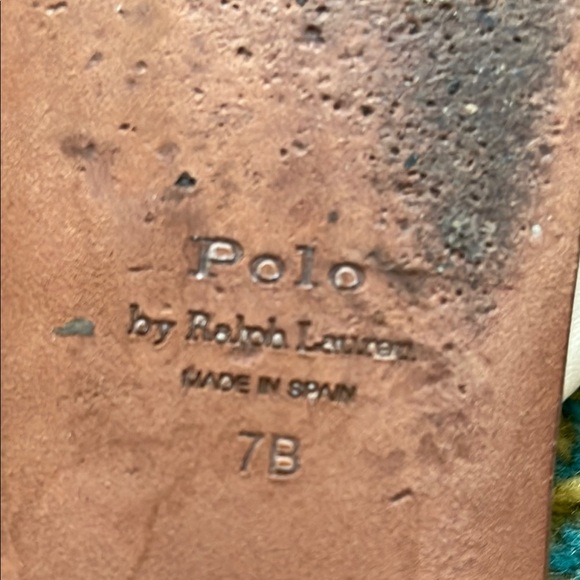 Polo
by Ralph Lauren
MADE IN SPAIN
7B